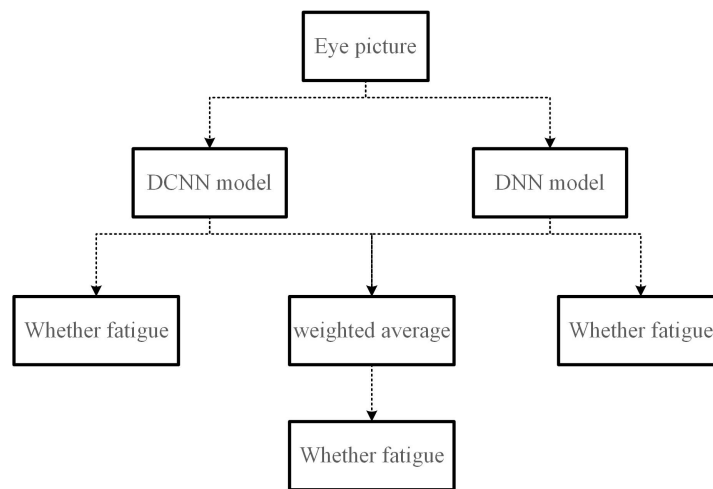 Eye picture
DCNN model
DNN model
Whether fatigue
weighted average
Whether fatigue
Whether fatigue